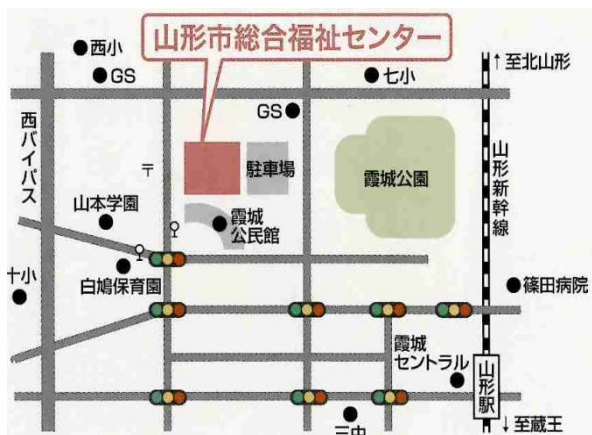 山形市総合福祉センター
西小
GS
七小
↑至北山形
GS
西バイパス
〒
駐車場
霞城公園
山形新幹線
山本学園
霞城
公民館
十小
白鳩保育園
篠田病院
霞城
セントラル
山形駅
三中
↓至蔵王